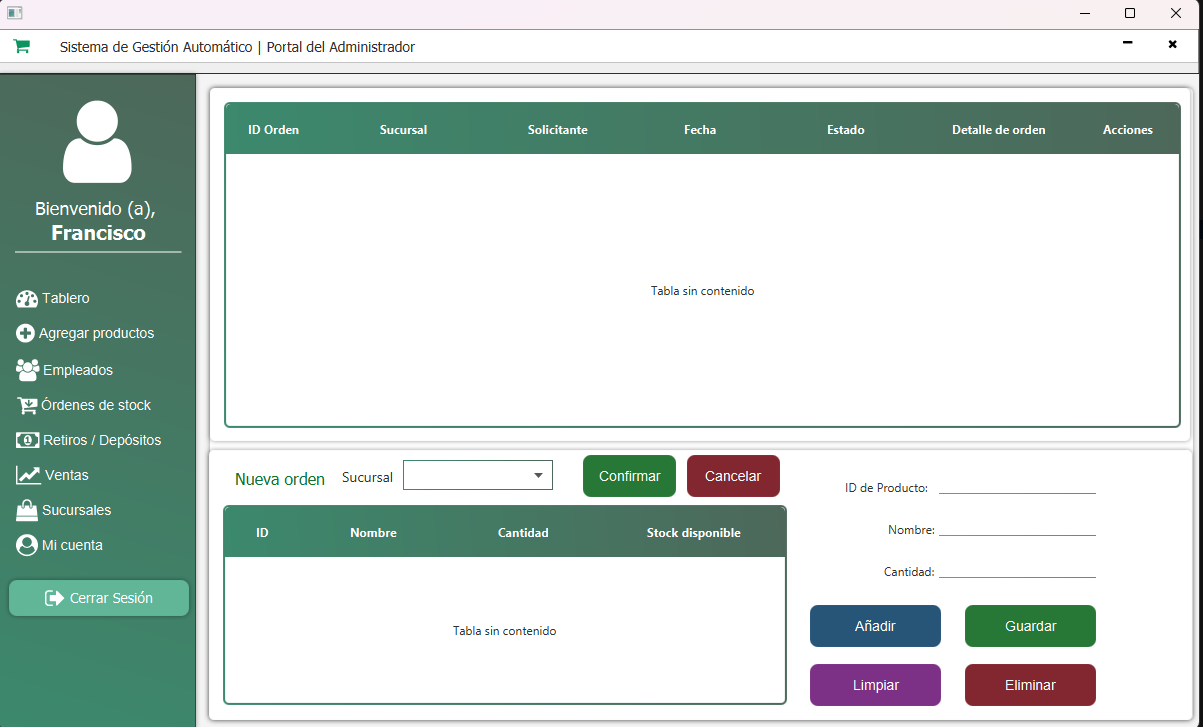 Sistema de Gestión Automático | Portal del Administrador
Bienvenido (a),
Francisco
Tablero
Agregar productos
Empleados
Órdenes de stock
Retiros / Depósitos
Ventas
Sucursales
Mi cuenta
Cerrar Sesión
ID Orden Sucursal Solicitante Fecha Estado Detalle de orden Acciones
Tabla sin contenido
Nueva orden Sucursal Confirmar Cancelar
ID Nombre Cantidad Stock disponible
Tabla sin contenido
ID de Producto:
Nombre:
Cantidad:
Añadir Guardar
Limpiar Eliminar